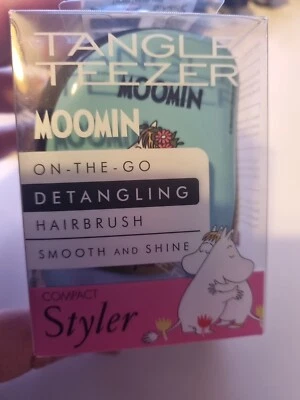 TANGLE
TEEZER
MOOMIN
MOOMIN
ON-THE-GO
DETANGLING
HAIRBRUSH
SMOOTH AND SHINE
COMPACT
Styler